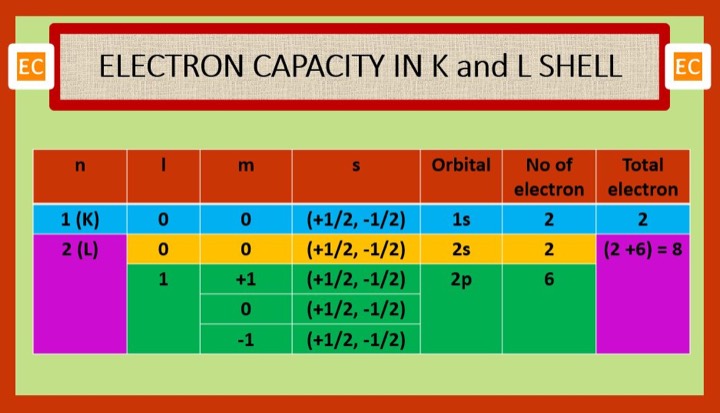 EC
ELECTRON CAPACITY IN K and L SHELL
EC
n l m s Orbital No of electron Total electron
1 (K) 0 0 (+1/2, -1/2) 1s 2 2
2 (L) 0 0 (+1/2, -1/2) 2s 2 (2 +6) = 8
1 +1 (+1/2, -1/2) 2p 6
0 (+1/2, -1/2)
-1 (+1/2, -1/2)